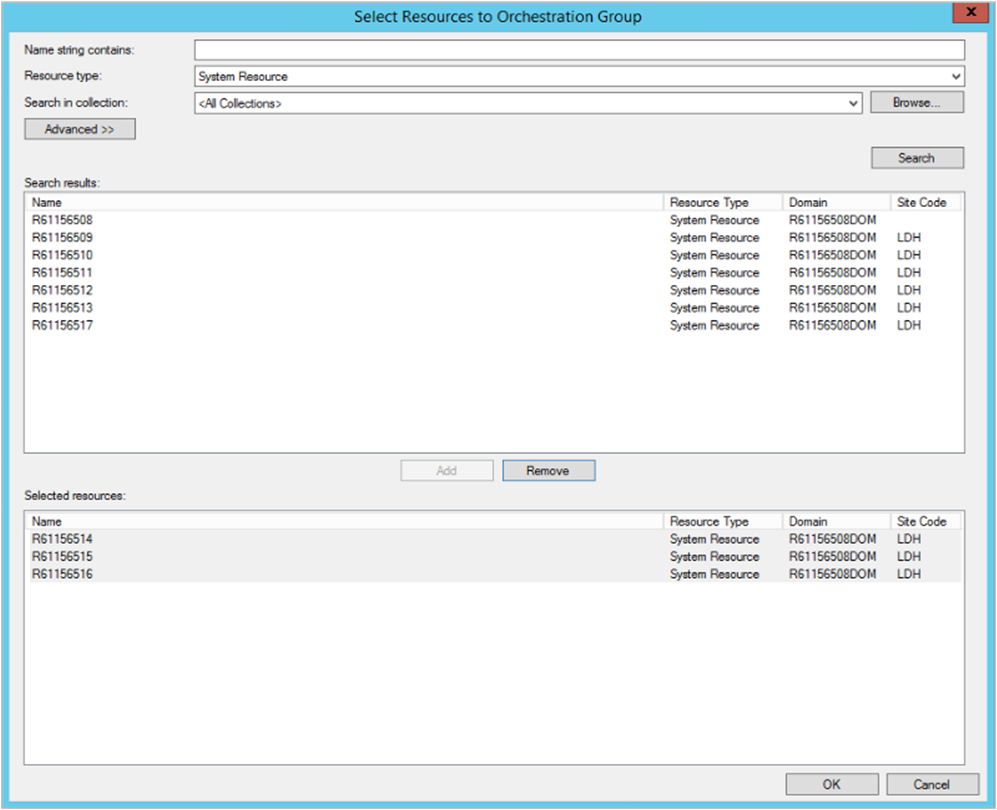 Select Resources to Orchestration Group
x
Name string contains:
Resource type: System Resource
Search in collection: <All Collections> Browse...
Advanced >>
Search
Search results:
Name Resource Type Domain Site Code
R61156508 System Resource R61156508DOM
R61156509 System Resource R61156508DOM LDH
R61156510 System Resource R61156508DOM LDH
R61156511 System Resource R61156508DOM LDH
R61156512 System Resource R61156508DOM LDH
R61156513 System Resource R61156508DOM LDH
R61156517 System Resource R61156508DOM LDH
Add Remove
Selected resources:
Name Resource Type Domain Site Code
R61156514 System Resource R61156508DOM LDH
R61156515 System Resource R61156508DOM LDH
R61156516 System Resource R61156508DOM LDH
OK Cancel